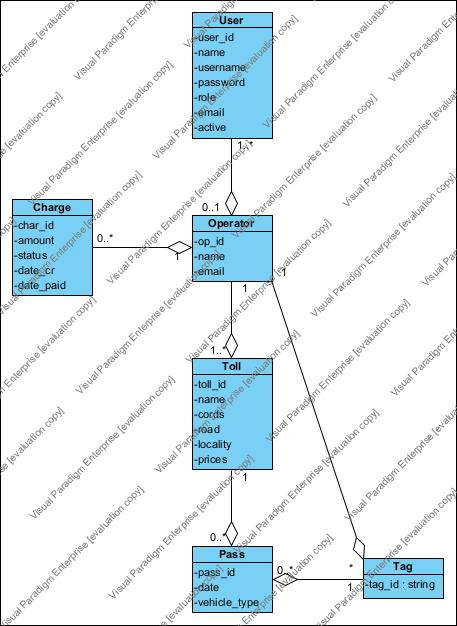 User
-user_id
-name
-username
-password
-role
-email
-active
1..*
0..1
Charge
-char_id
-amount
-status
-date_cr
-date_paid
0..*
1
Operator
-op_id
-name
-email
1
1
1..*
Toll
-toll_id
-name
-cords
-road
-locality
-prices
1
0..*
Pass
-pass_id
-date
-vehicle_type
0..*
1
*
Tag
-tag_id : string
Visual Paradigm Enterprise [evaluation copy]